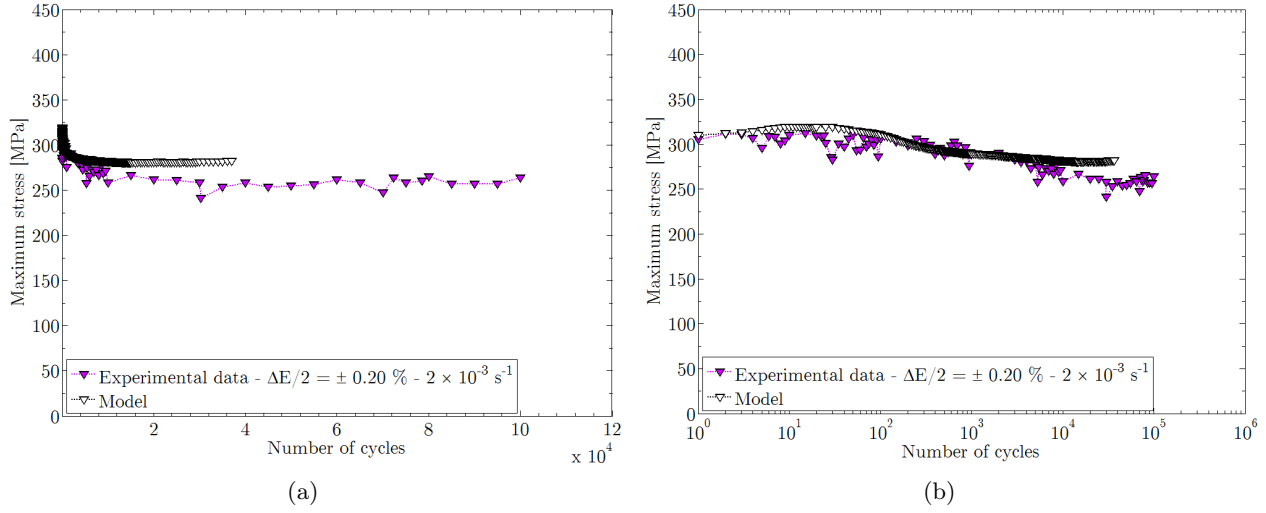 450
400
350
300
250
200
150
100
50
0
Maximum stress [MPa]
Experimental data - ΔE/2 = ± 0.20 % - 2 × 10⁻³ s⁻¹
Model
2 4 6 8 10 12
Number of cycles
x 10⁴
(a)
450
400
350
300
250
200
150
100
50
0
Maximum stress [MPa]
Experimental data - ΔE/2 = ± 0.20 % - 2 × 10⁻³ s⁻¹
Model
10⁰ 10¹ 10² 10³ 10⁴ 10⁵ 10⁶
Number of cycles
(b)